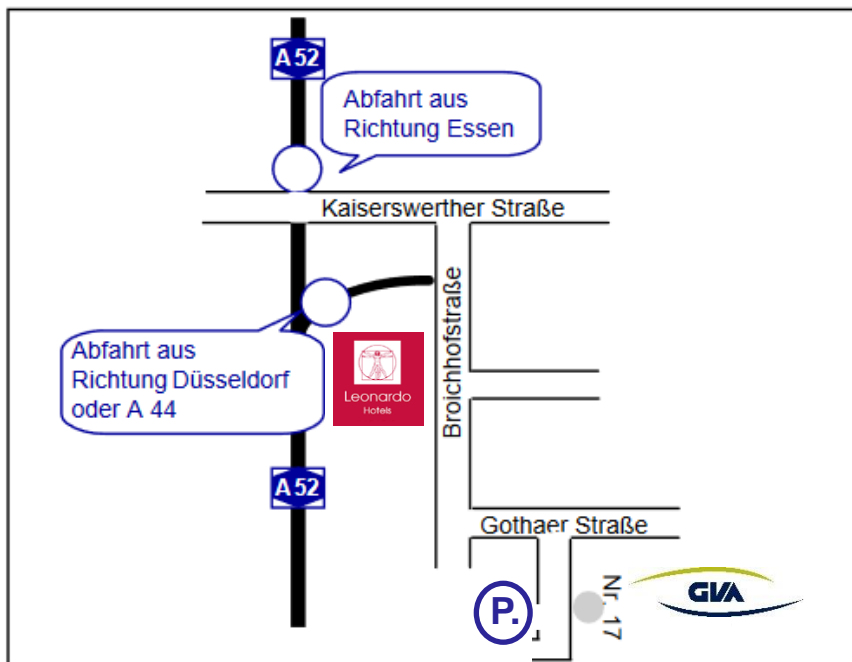 A 52
Abfahrt aus
Richtung Essen
Kaiserswerther Straße
Broichhofstraße
Abfahrt aus
Richtung Düsseldorf
oder A 44
Leonardo
Hotels
A 52
Gothaer Straße
Nr. 17
GVA
P.